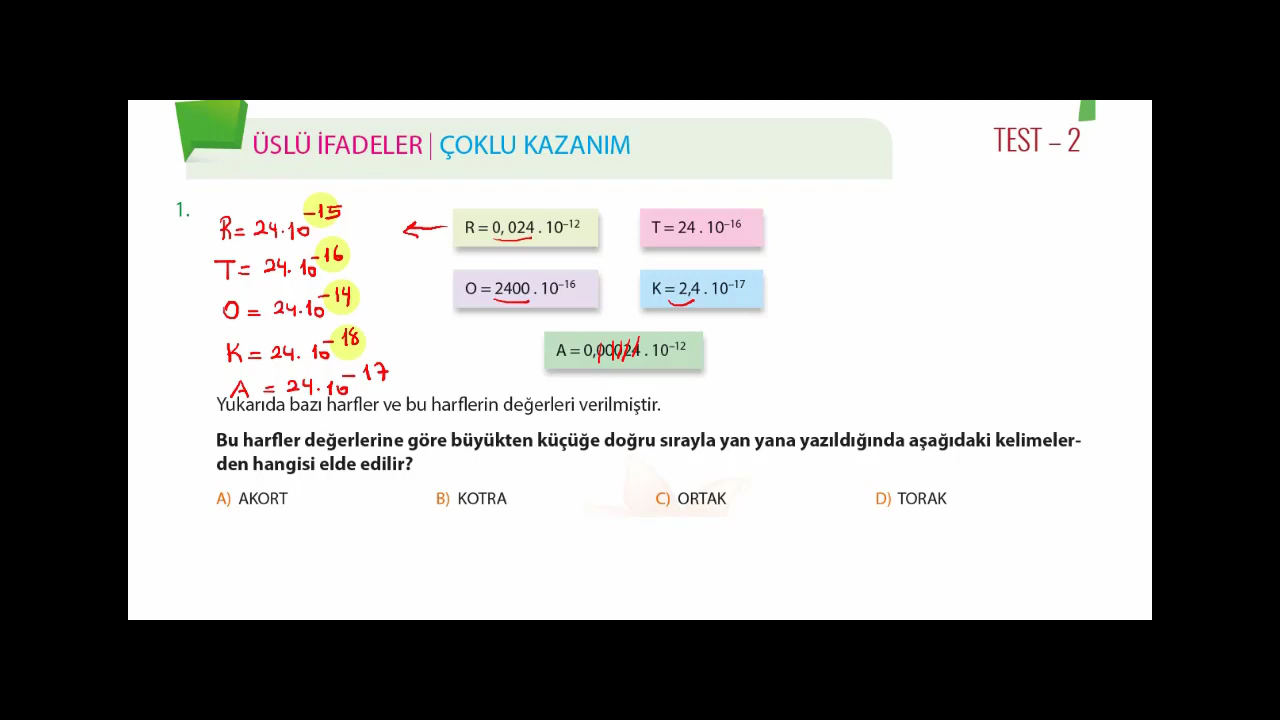 ÜSLÜ İFADELER | ÇOKLU KAZANIM
TEST – 2
1.
R = 24.10⁻¹⁵
T = 24.10⁻¹⁶
O = 24.10⁻¹⁴
K = 24.10⁻¹⁸
A = 24.10⁻¹⁷
R = 0, 024 . 10⁻¹²
T = 24 . 10⁻¹⁶
O = 2400 . 10⁻¹⁶
K = 2,4 . 10⁻¹⁷
A = 0,00024 . 10⁻¹²
Yukarıda bazı harfler ve bu harflerin değerleri verilmiştir.
Bu harfler değerlerine göre büyükten küçüğe doğru sırayla yan yana yazıldığında aşağıdaki kelimeler-
den hangisi elde edilir?
A) AKORT B) KOTRA C) ORTAK D) TORAK